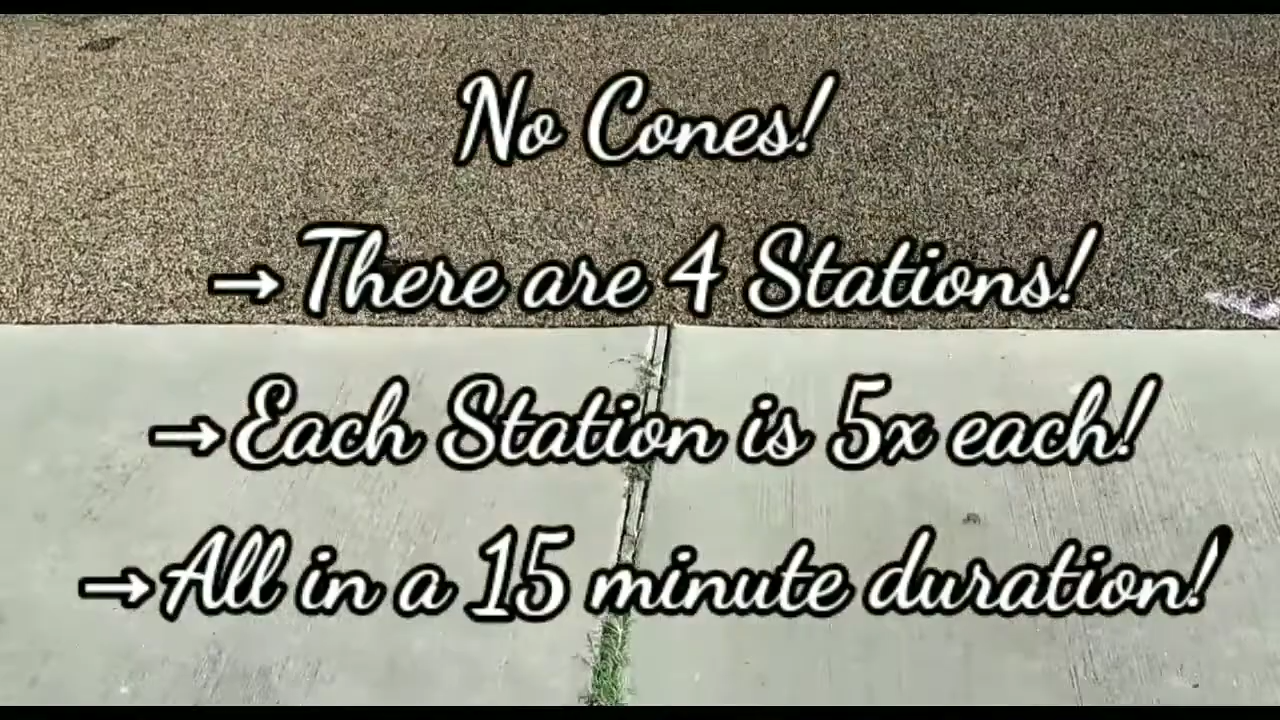 No Cones!
→ There are 4 Stations!
→ Each Station is 5x each!
→ All in a 15 minute duration!